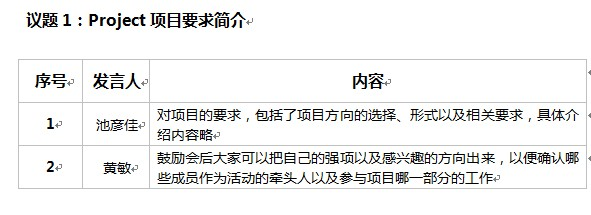 议题 1：Project 项目要求简介
序号 发言人 内容
1 池彦佳 对项目的要求，包括了项目方向的选择、形式以及相关要求，具体介
绍内容略
2 黄敏 鼓励会后大家可以把自己的强项以及感兴趣的方向出来，以便确认哪
些成员作为活动的牵头人以及参与项目哪一部分的工作